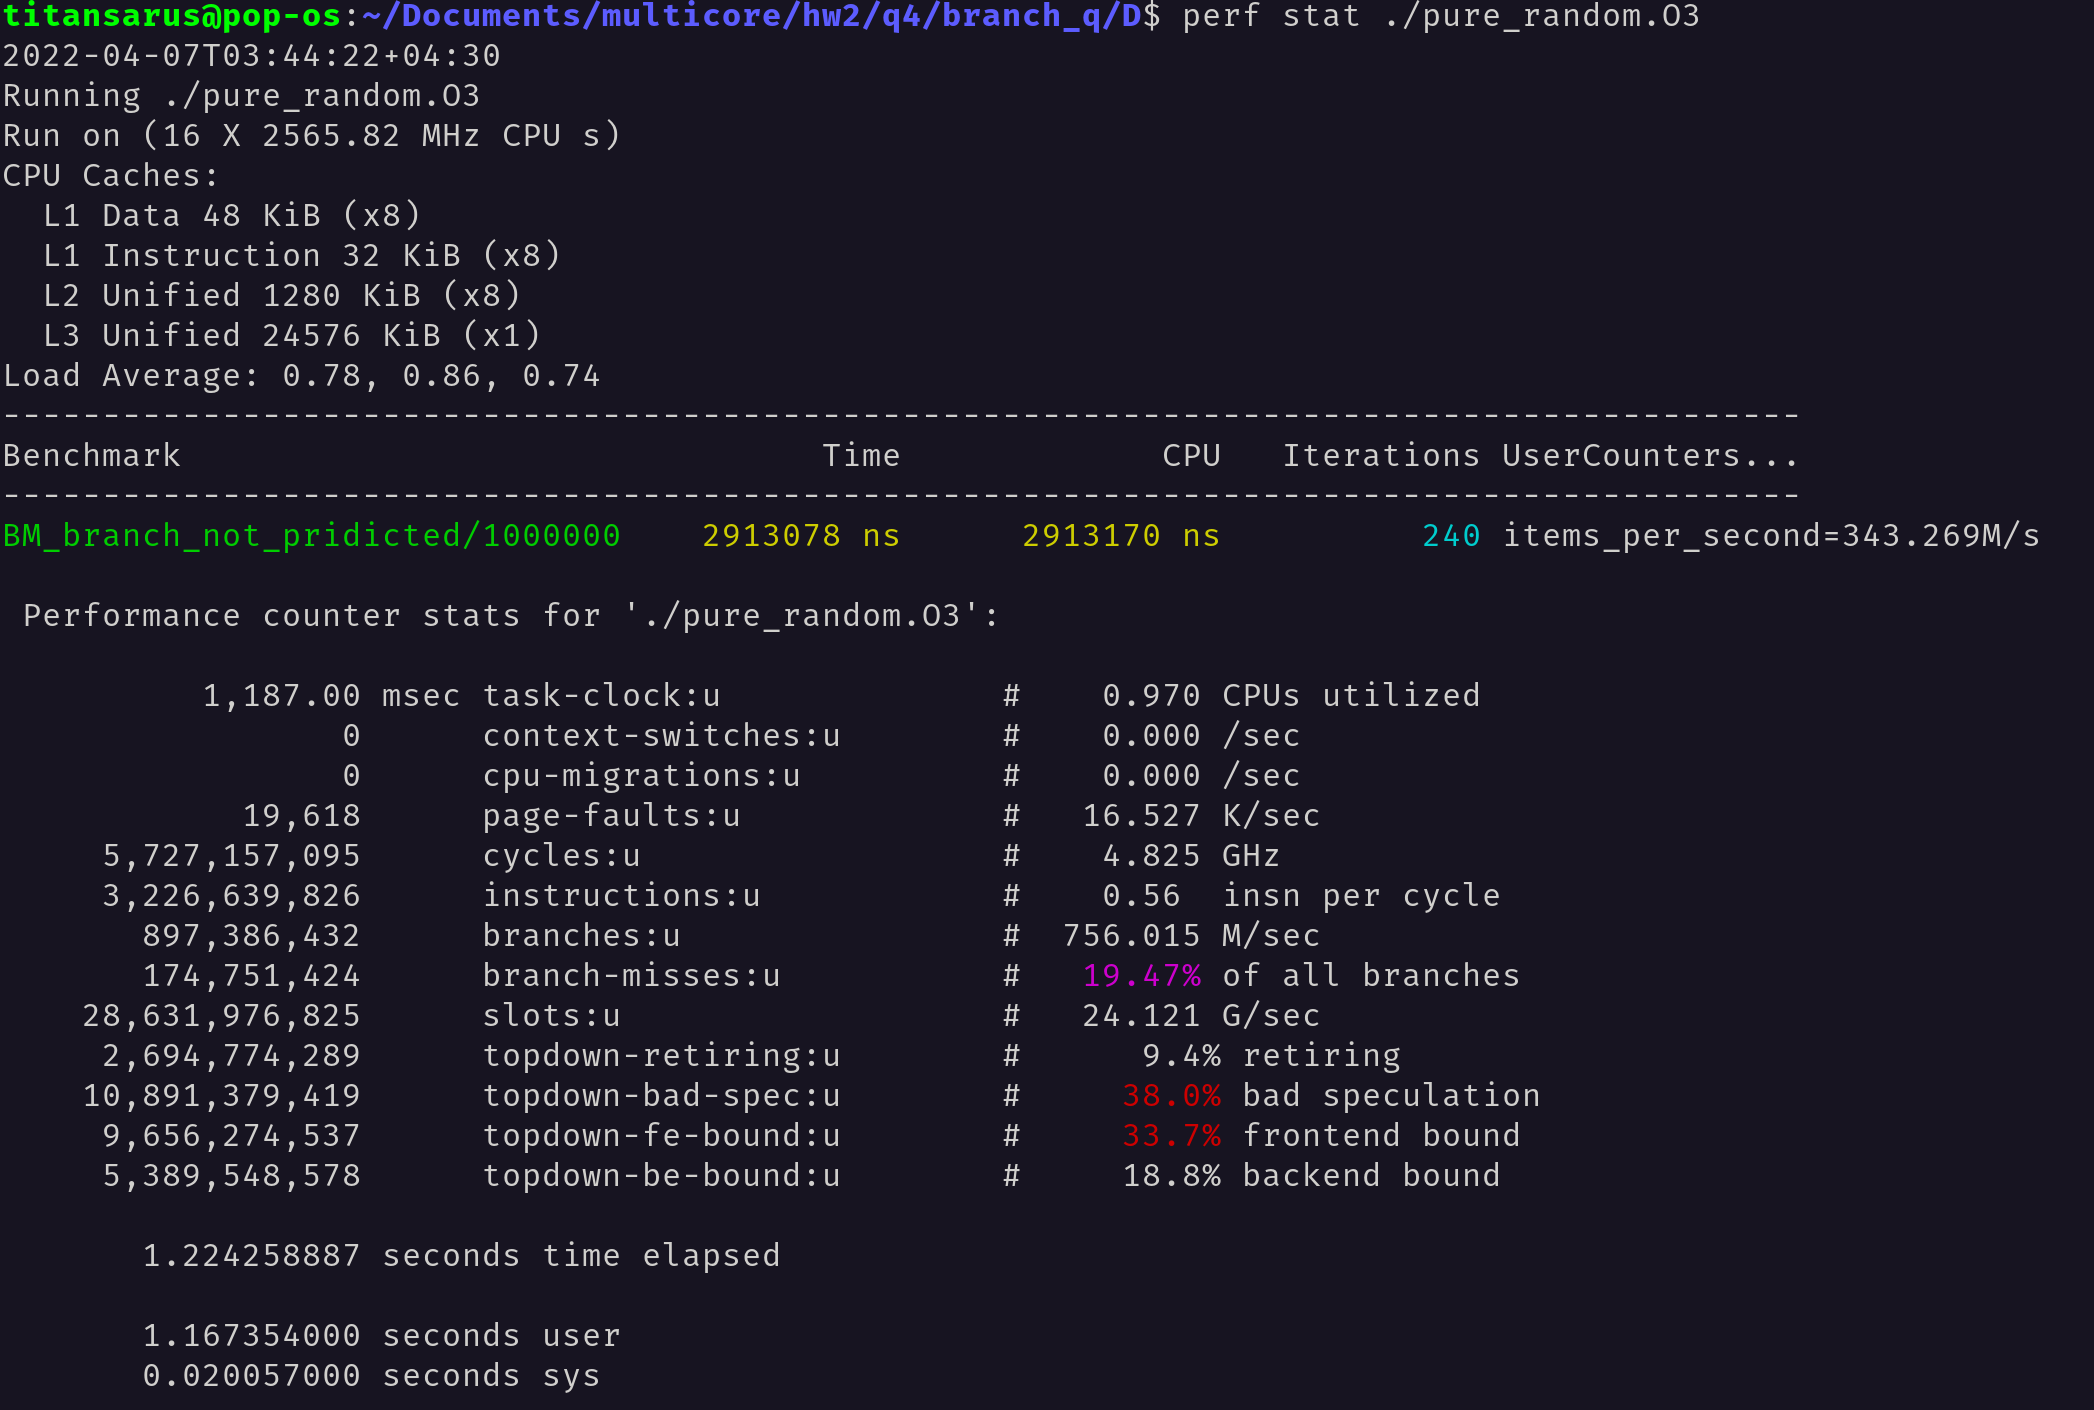 titansarus@pop-os:~/Documents/multicore/hw2/q4/branch_q/D$ perf stat ./pure_random.O3
2022-04-07T03:44:22+04:30
Running ./pure_random.O3
Run on (16 X 2565.82 MHz CPU s)
CPU Caches:
  L1 Data 48 KiB (x8)
  L1 Instruction 32 KiB (x8)
  L2 Unified 1280 KiB (x8)
  L3 Unified 24576 KiB (x1)
Load Average: 0.78, 0.86, 0.74
------------------------------------------------------------------------------------------
Benchmark                                Time             CPU   Iterations UserCounters...
------------------------------------------------------------------------------------------
BM_branch_not_pridicted/1000000    2913078 ns      2913170 ns          240 items_per_second=343.269M/s
 Performance counter stats for './pure_random.O3':
          1,187.00 msec task-clock:u              #    0.970 CPUs utilized
                 0      context-switches:u        #    0.000 /sec
                 0      cpu-migrations:u          #    0.000 /sec
            19,618      page-faults:u             #   16.527 K/sec
     5,727,157,095      cycles:u                  #    4.825 GHz
     3,226,639,826      instructions:u            #    0.56  insn per cycle
       897,386,432      branches:u                #  756.015 M/sec
       174,751,424      branch-misses:u           #   19.47% of all branches
    28,631,976,825      slots:u                   #   24.121 G/sec
     2,694,774,289      topdown-retiring:u        #      9.4% retiring
    10,891,379,419      topdown-bad-spec:u        #     38.0% bad speculation
     9,656,274,537      topdown-fe-bound:u        #     33.7% frontend bound
     5,389,548,578      topdown-be-bound:u        #     18.8% backend bound
       1.224258887 seconds time elapsed
       1.167354000 seconds user
       0.020057000 seconds sys